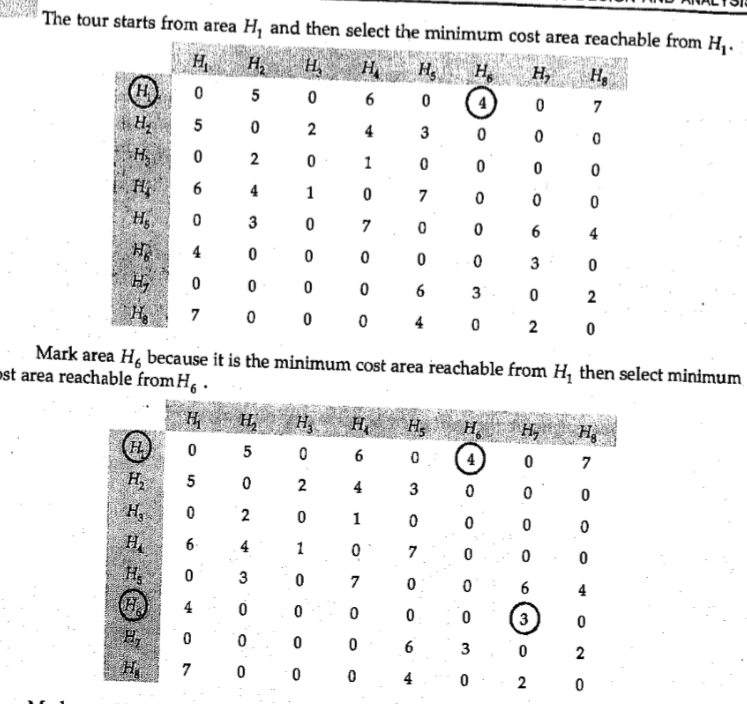 The tour starts from area H₁ and then select the minimum cost area reachable from H₁.
H₁ H₂ H₃ H₄ H₅ H₆ H₇ H₈
H₁ 0 5 0 6 0 4 0 7
H₂ 5 0 2 4 3 0 0 0
H₃ 0 2 0 1 0 0 0 0
H₄ 6 4 1 0 7 0 0 0
H₅ 0 3 0 7 0 0 6 4
H₆ 4 0 0 0 0 0 3 0
H₇ 0 0 0 0 6 3 0 2
H₈ 7 0 0 0 4 0 2 0
Mark area H₆ because it is the minimum cost area reachable from H₁ then select minimum
ost area reachable from H₆.
H₁ H₂ H₃ H₄ H₅ H₆ H₇ H₈
H₁ 0 5 0 6 0 4 0 7
H₂ 5 0 2 4 3 0 0 0
H₃ 0 2 0 1 0 0 0 0
H₄ 6 4 1 0 7 0 0 0
H₅ 0 3 0 7 0 0 6 4
H₆ 4 0 0 0 0 0 3 0
H₇ 0 0 0 0 6 3 0 2
H₈ 7 0 0 0 4 0 2 0